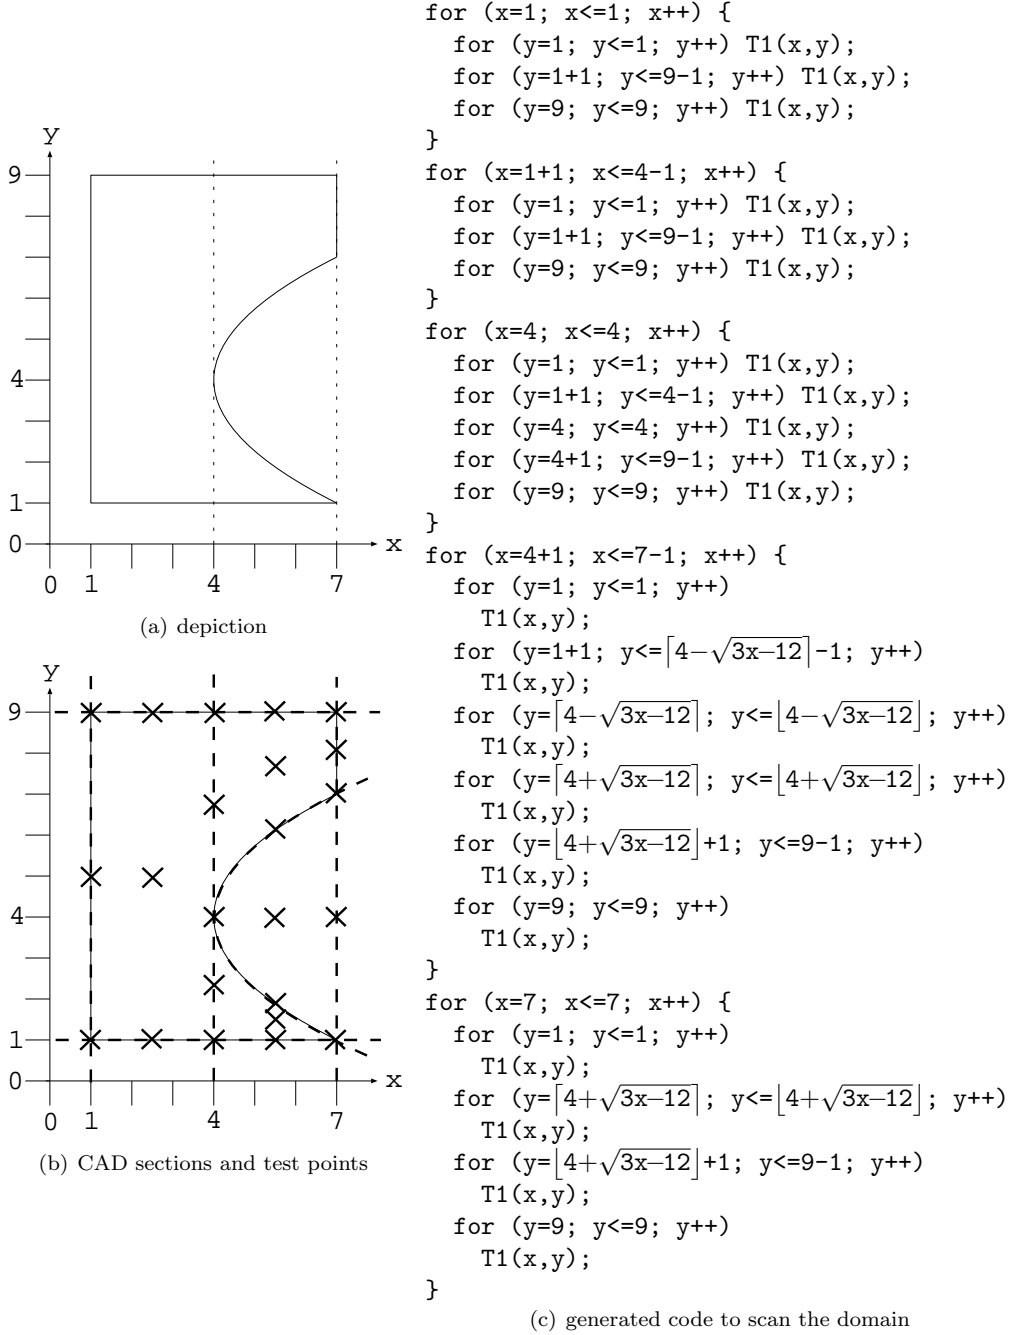 y
9
4
1
0
x
0 1 4 7
(a) depiction
y
9
4
1
0
x
0 1 4 7
(b) CAD sections and test points
for (x=1; x<=1; x++) {
  for (y=1; y<=1; y++) T1(x,y);
  for (y=1+1; y<=9-1; y++) T1(x,y);
  for (y=9; y<=9; y++) T1(x,y);
}
for (x=1+1; x<=4-1; x++) {
  for (y=1; y<=1; y++) T1(x,y);
  for (y=1+1; y<=9-1; y++) T1(x,y);
  for (y=9; y<=9; y++) T1(x,y);
}
for (x=4; x<=4; x++) {
  for (y=1; y<=1; y++) T1(x,y);
  for (y=1+1; y<=4-1; y++) T1(x,y);
  for (y=4; y<=4; y++) T1(x,y);
  for (y=4+1; y<=9-1; y++) T1(x,y);
  for (y=9; y<=9; y++) T1(x,y);
}
for (x=4+1; x<=7-1; x++) {
  for (y=1; y<=1; y++)
    T1(x,y);
  for (y=1+1; y<=⌈4−√(3x−12)⌉-1; y++)
    T1(x,y);
  for (y=⌈4−√(3x−12)⌉; y<=⌊4−√(3x−12)⌋; y++)
    T1(x,y);
  for (y=⌈4+√(3x−12)⌉; y<=⌊4+√(3x−12)⌋; y++)
    T1(x,y);
  for (y=⌊4+√(3x−12)⌋+1; y<=9-1; y++)
    T1(x,y);
  for (y=9; y<=9; y++)
    T1(x,y);
}
for (x=7; x<=7; x++) {
  for (y=1; y<=1; y++)
    T1(x,y);
  for (y=⌈4+√(3x−12)⌉; y<=⌊4+√(3x−12)⌋; y++)
    T1(x,y);
  for (y=⌊4+√(3x−12)⌋+1; y<=9-1; y++)
    T1(x,y);
  for (y=9; y<=9; y++)
    T1(x,y);
}
(c) generated code to scan the domain